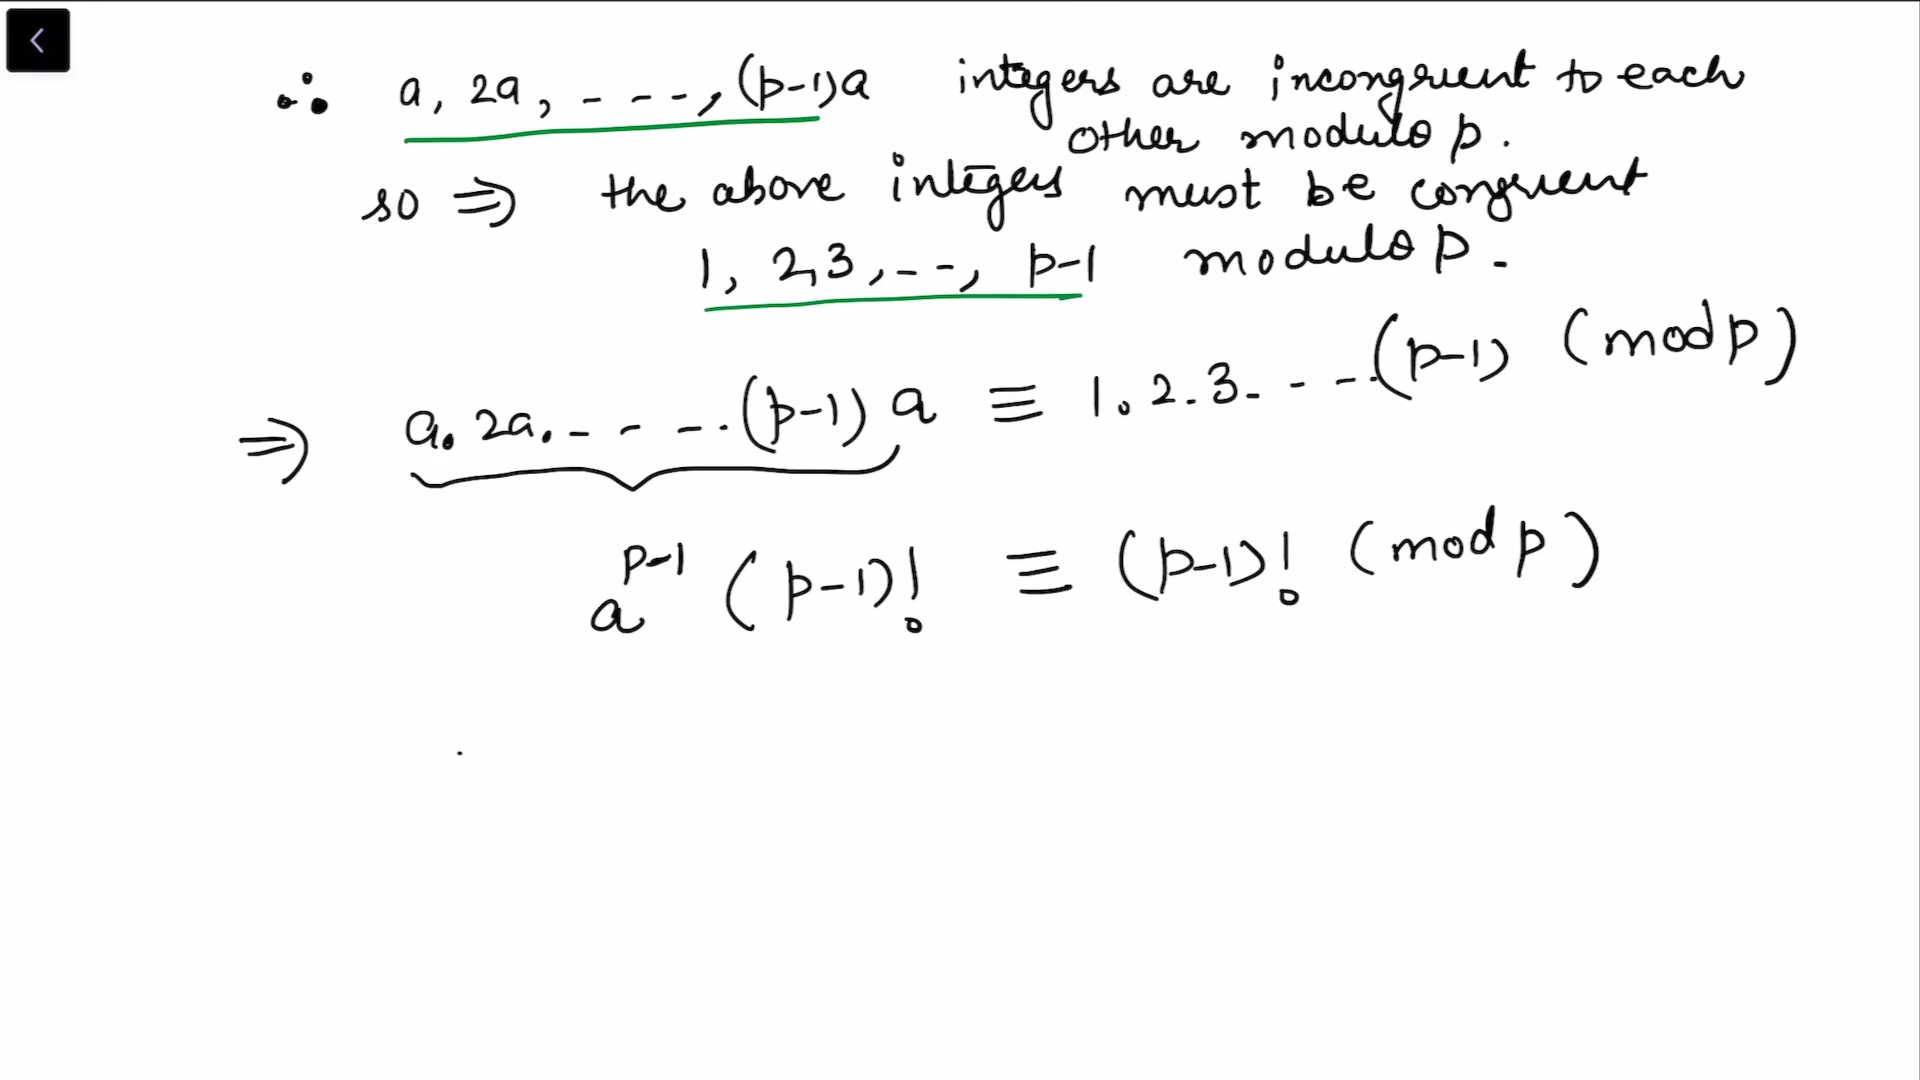 ∴ a, 2a, - - - -, (p-1)a integers are incongruent to each
other modulo p.
so ⇒ the above integers must be congruent
1, 2, 3, - - -, p-1 modulo p.
⇒ a. 2a. - - - -. (p-1) a ≡ 1. 2. 3. - - -. (p-1) (mod p)
a^{p-1} (p-1)! ≡ (p-1)! (mod p)